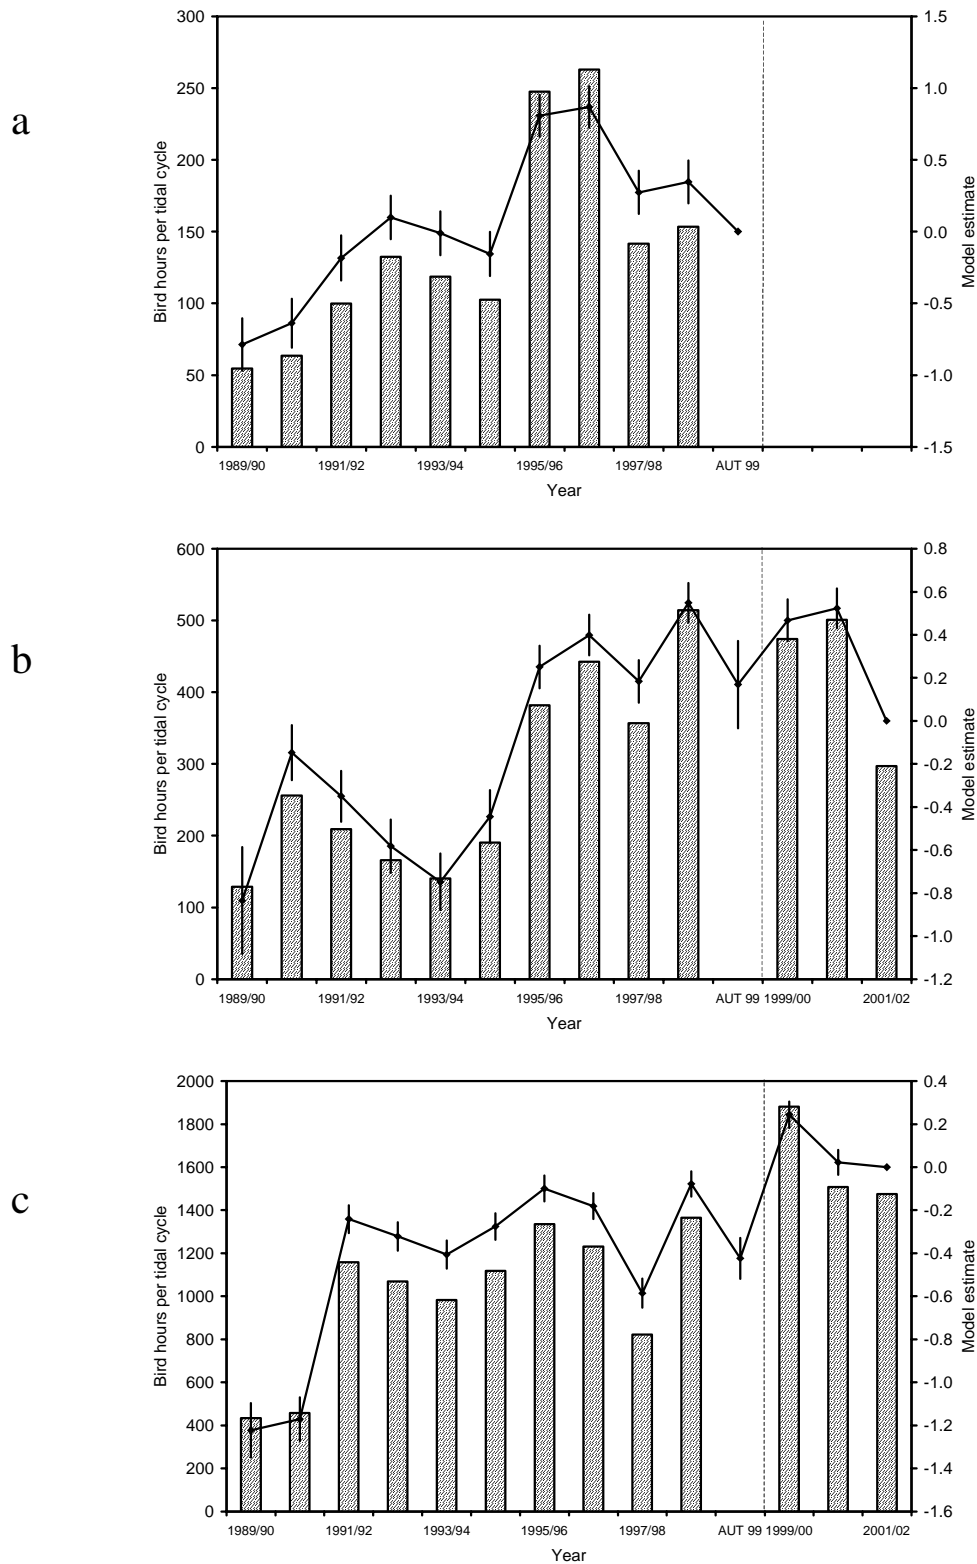 a
300 1.5
250 1.0
200 0.5
150 0.0
100 -0.5
50 -1.0
0 -1.5
Bird hours per tidal cycle
Model estimate
1989/90 1991/92 1993/94 1995/96 1997/98 AUT 99
Year
b
600 0.8
500 0.6
400 0.4
300 0.2
200 0.0
100 -0.2
0 -0.4
-0.6
-0.8
-1.0
-1.2
Bird hours per tidal cycle
Model estimate
1989/90 1991/92 1993/94 1995/96 1997/98 AUT 99 1999/00 2001/02
Year
c
2000 0.4
1800 0.2
1600 0.0
1400 -0.2
1200 -0.4
1000 -0.6
800 -0.8
600 -1.0
400 -1.2
200 -1.4
0 -1.6
Bird hours per tidal cycle
Model estimate
1989/90 1991/92 1993/94 1995/96 1997/98 AUT 99 1999/00 2001/02
Year